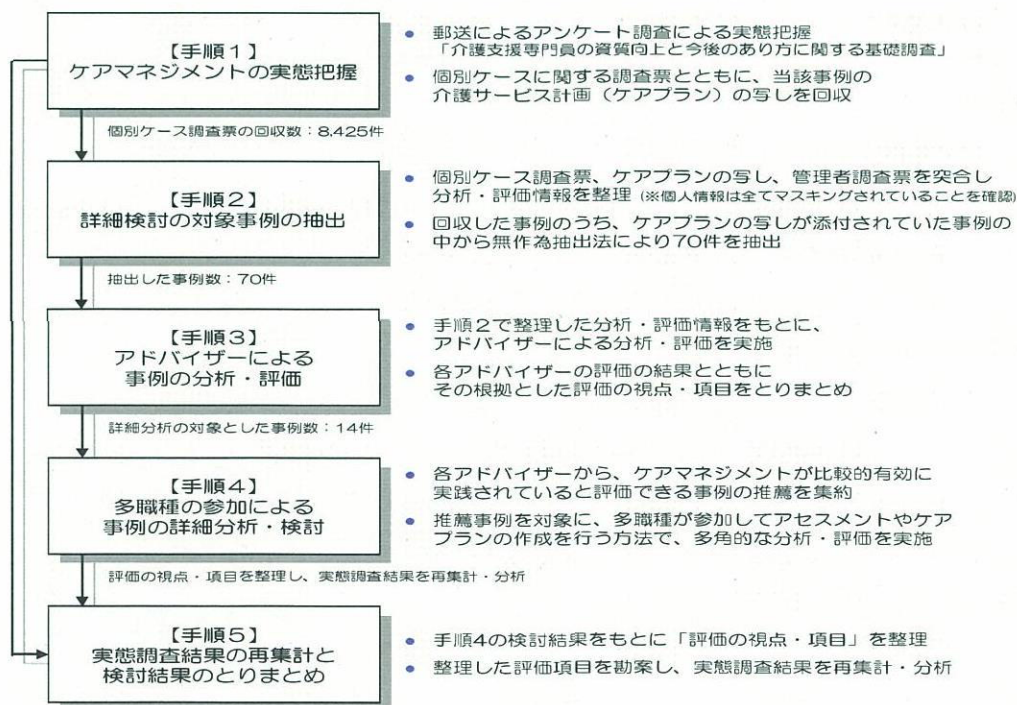 【手順1】
ケアマネジメントの実態把握
● 郵送によるアンケート調査による実態把握
「介護支援専門員の資質向上と今後のあり方に関する基礎調査」
● 個別ケースに関する調査票とともに、当該事例の
介護サービス計画（ケアプラン）の写しを回収
個別ケース調査票の回収数：8,425件
【手順2】
詳細検討の対象事例の抽出
● 個別ケース調査票、ケアプランの写し、管理者調査票を突合し
分析・評価情報を整理（※個人情報は全てマスキングされていることを確認）
● 回収した事例のうち、ケアプランの写しが添付されていた事例の
中から無作為抽出法により70件を抽出
抽出した事例数：70件
【手順3】
アドバイザーによる
事例の分析・評価
● 手順2で整理した分析・評価情報をもとに、
アドバイザーによる分析・評価を実施
● 各アドバイザーの評価の結果とともに
その根拠とした評価の視点・項目をとりまとめ
詳細分析の対象とした事例数：14件
【手順4】
多職種の参加による
事例の詳細分析・検討
● 各アドバイザーから、ケアマネジメントが比較的有効に
実践されていると評価できる事例の推薦を集約
● 推薦事例を対象に、多職種が参加してアセスメントやケア
プランの作成を行う方法で、多角的な分析・評価を実施
評価の視点・項目を整理し、実態調査結果を再集計・分析
【手順5】
実態調査結果の再集計と
検討結果のとりまとめ
● 手順4の検討結果をもとに「評価の視点・項目」を整理
● 整理した評価項目を勘案し、実態調査結果を再集計・分析